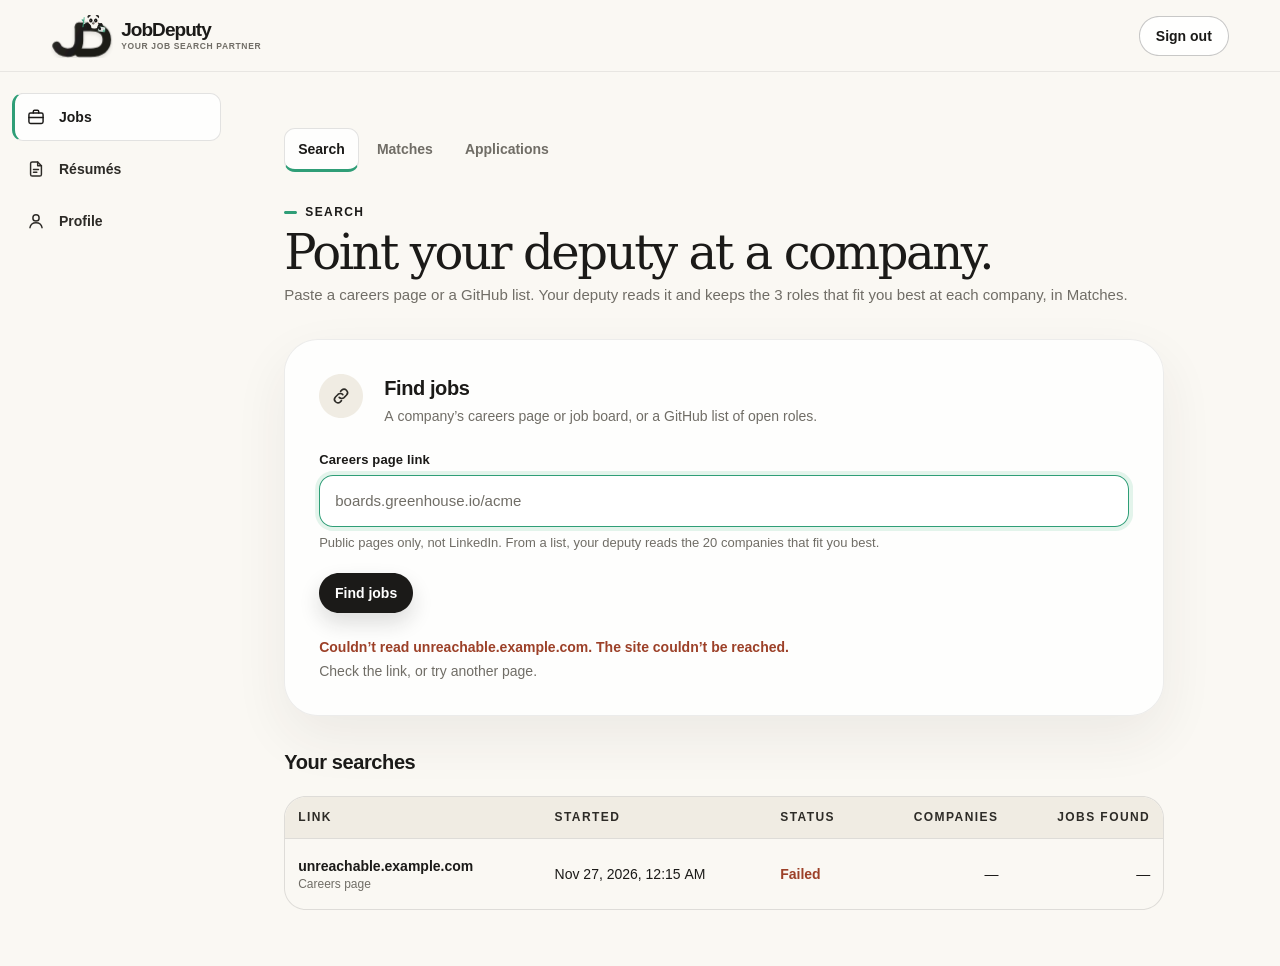 JobDeputy
YOUR JOB SEARCH PARTNER
Sign out
Jobs
Résumés
Profile
Search
Matches
Applications
SEARCH
Point your deputy at a company.
Paste a careers page or a GitHub list. Your deputy reads it and keeps the 3 roles that fit you best at each company, in Matches.
Find jobs
A company’s careers page or job board, or a GitHub list of open roles.
Careers page link
boards.greenhouse.io/acme
Public pages only, not LinkedIn. From a list, your deputy reads the 20 companies that fit you best.
Find jobs
Couldn’t read unreachable.example.com. The site couldn’t be reached.
Check the link, or try another page.
Your searches
LINK STARTED STATUS COMPANIES JOBS FOUND
unreachable.example.com Nov 27, 2026, 12:15 AM Failed — —
Careers page